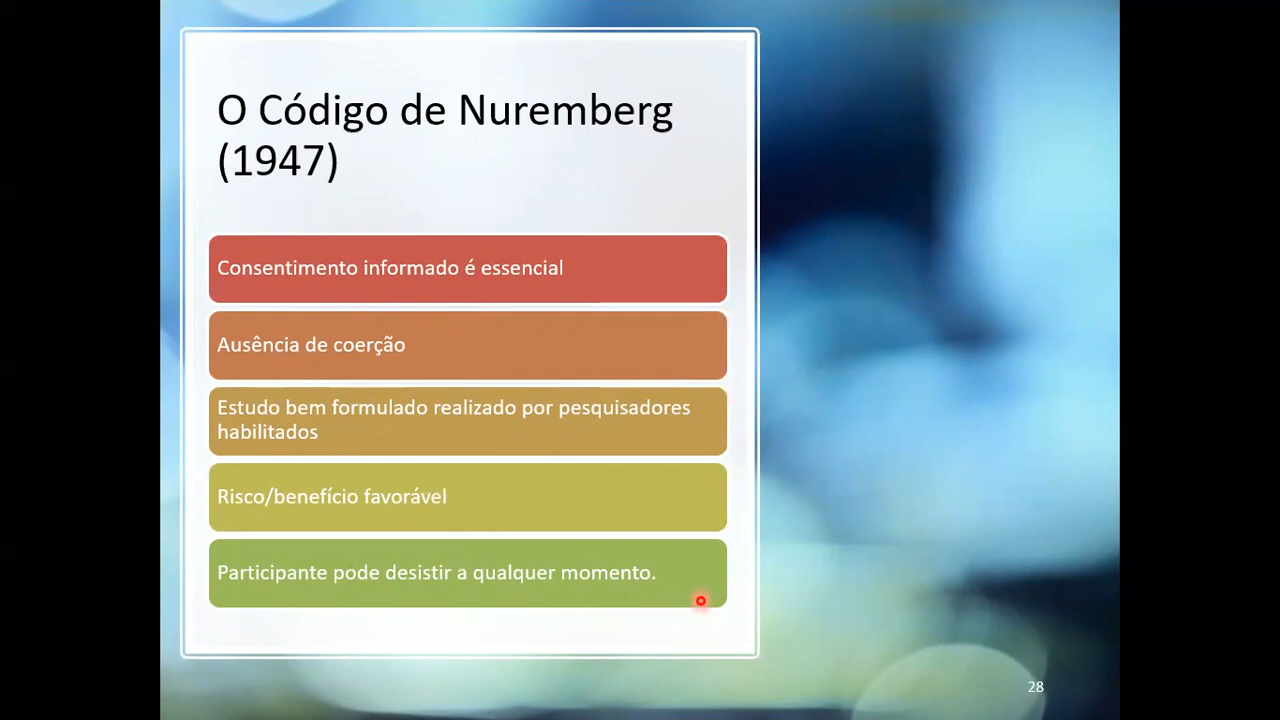 O Código de Nuremberg
(1947)
Consentimento informado é essencial
Ausência de coerção
Estudo bem formulado realizado por pesquisadores
habilitados
Risco/benefício favorável
Participante pode desistir a qualquer momento.
28